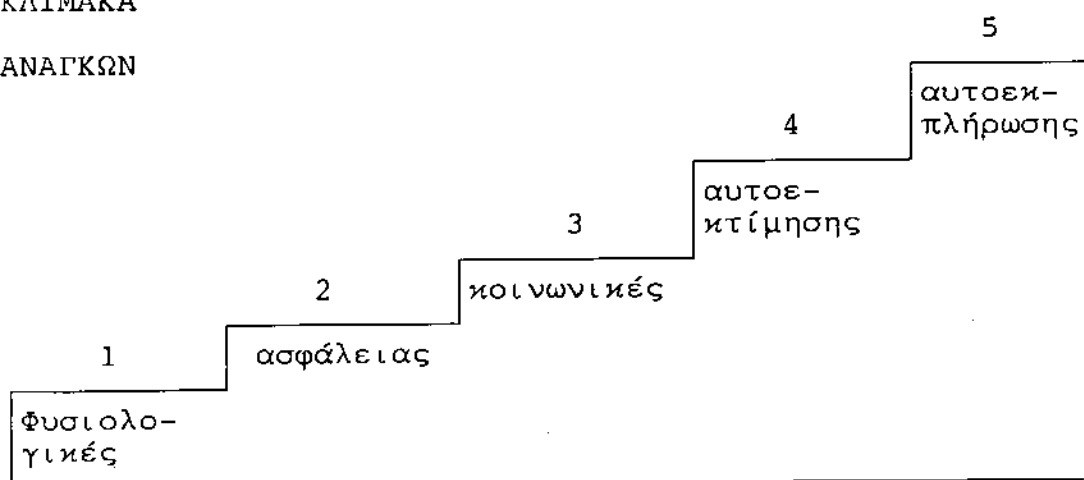 ΚΛΙΜΑΚΑ
ΑΝΑΓΚΩΝ
5
αυτοεκ-
πλήρωσης
4
αυτοε-
κτίμησης
3
κοινωνικές
2
ασφάλειας
1
Φυσιολο-
γικές